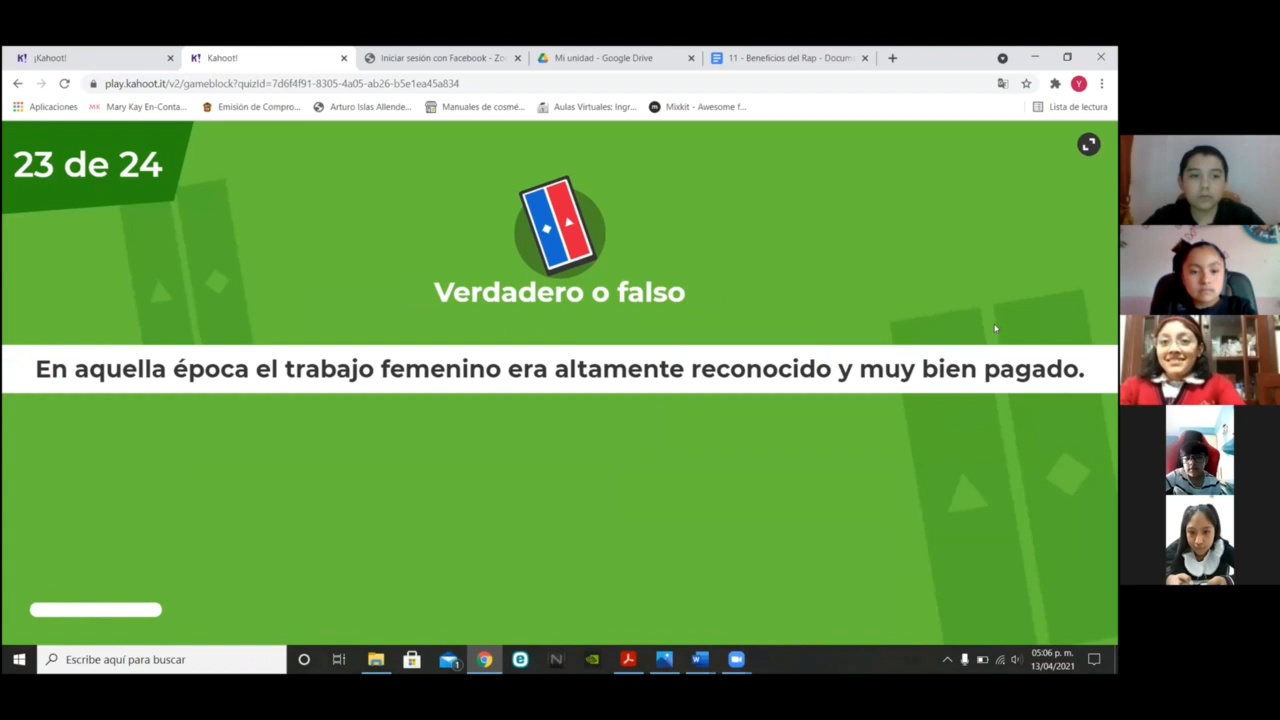 ¡Kahoot!
Kahoot!
Iniciar sesión con Facebook - Zo
Mi unidad - Google Drive
11 - Beneficios del Rap - Docum
play.kahoot.it/v2/gameblock?quizId=7d6f4f91-8305-4a05-ab26-b5e1ea45a834
Y
Aplicaciones
MK Mary Kay En-Conta...
Emisión de Compro...
Arturo Islas Allende...
Manuales de cosmé...
Aulas Virtuales: Ingr...
m Mixkit - Awesome f...
Lista de lectura
23 de 24
Verdadero o falso
En aquella época el trabajo femenino era altamente reconocido y muy bien pagado.
Escribe aquí para buscar
1
05:06 p. m.
13/04/2021